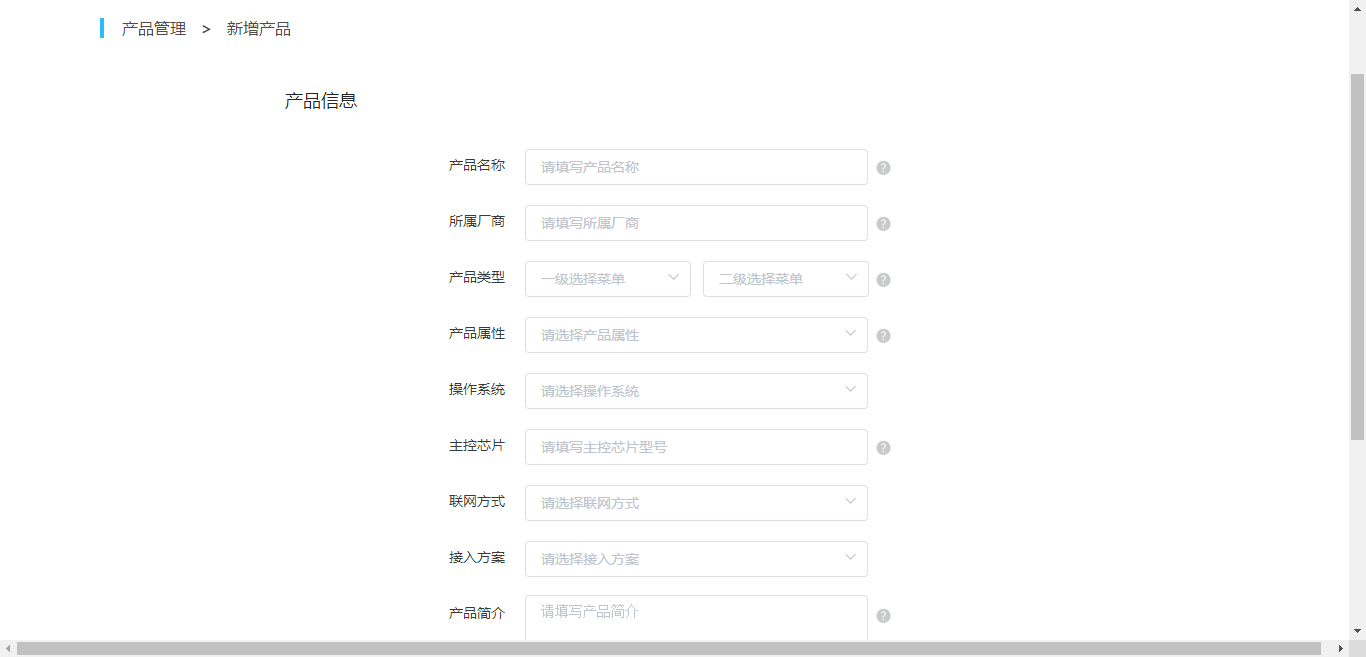 产品管理 > 新增产品
产品信息
产品名称 请填写产品名称 ?
所属厂商 请填写所属厂商 ?
产品类型 一级选择菜单 二级选择菜单 ?
产品属性 请选择产品属性 ?
操作系统 请选择操作系统
主控芯片 请填写主控芯片型号 ?
联网方式 请选择联网方式
接入方案 请选择接入方案
产品简介 请填写产品简介 ?